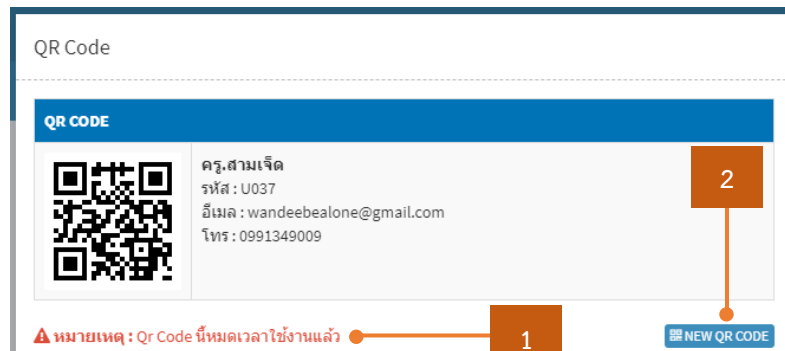 QR Code
QR CODE
ครู.สามเจ็ด
รหัส : U037
อีเมล : wandeebealone@gmail.com
โทร : 0991349009
2
หมายเหตุ : Qr Code นี้หมดเวลาใช้งานแล้ว
1
NEW QR CODE